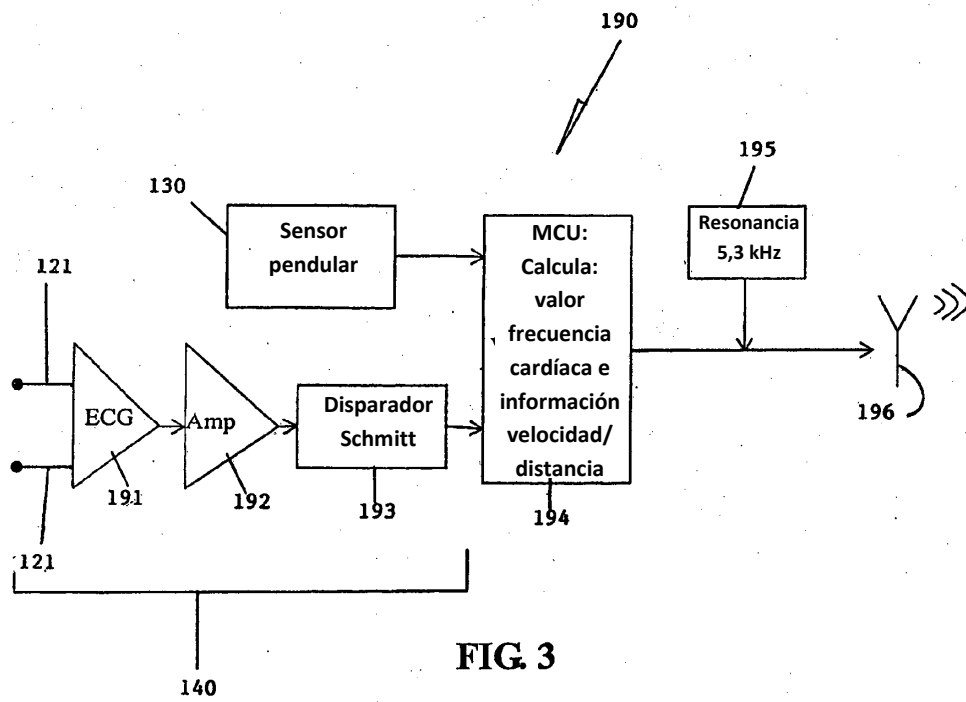 190
195
130
Resonancia
5,3 kHz
Sensor
pendular
MCU:
Calcula:
valor
frecuencia
cardíaca e
información
velocidad/
distancia
121
ECG
Amp
Disparador
Schmitt
196
191
192
193
194
121
140
FIG. 3